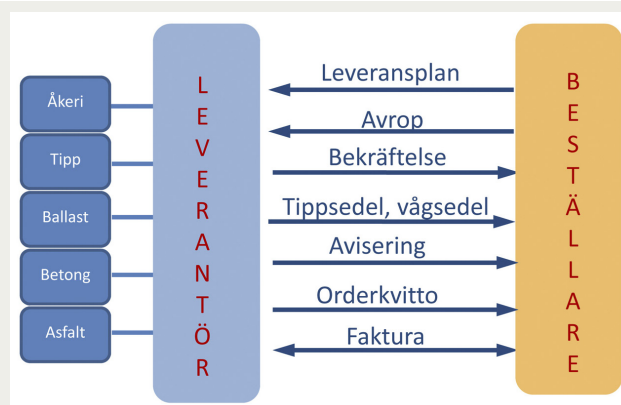 Åkeri
Tipp
Ballast
Betong
Asfalt
LEVERANTÖR
Leveransplan
Avrop
Bekräftelse
Tippsedel, vågsedel
Avisering
Orderkvitto
Faktura
BESTÄLLARE